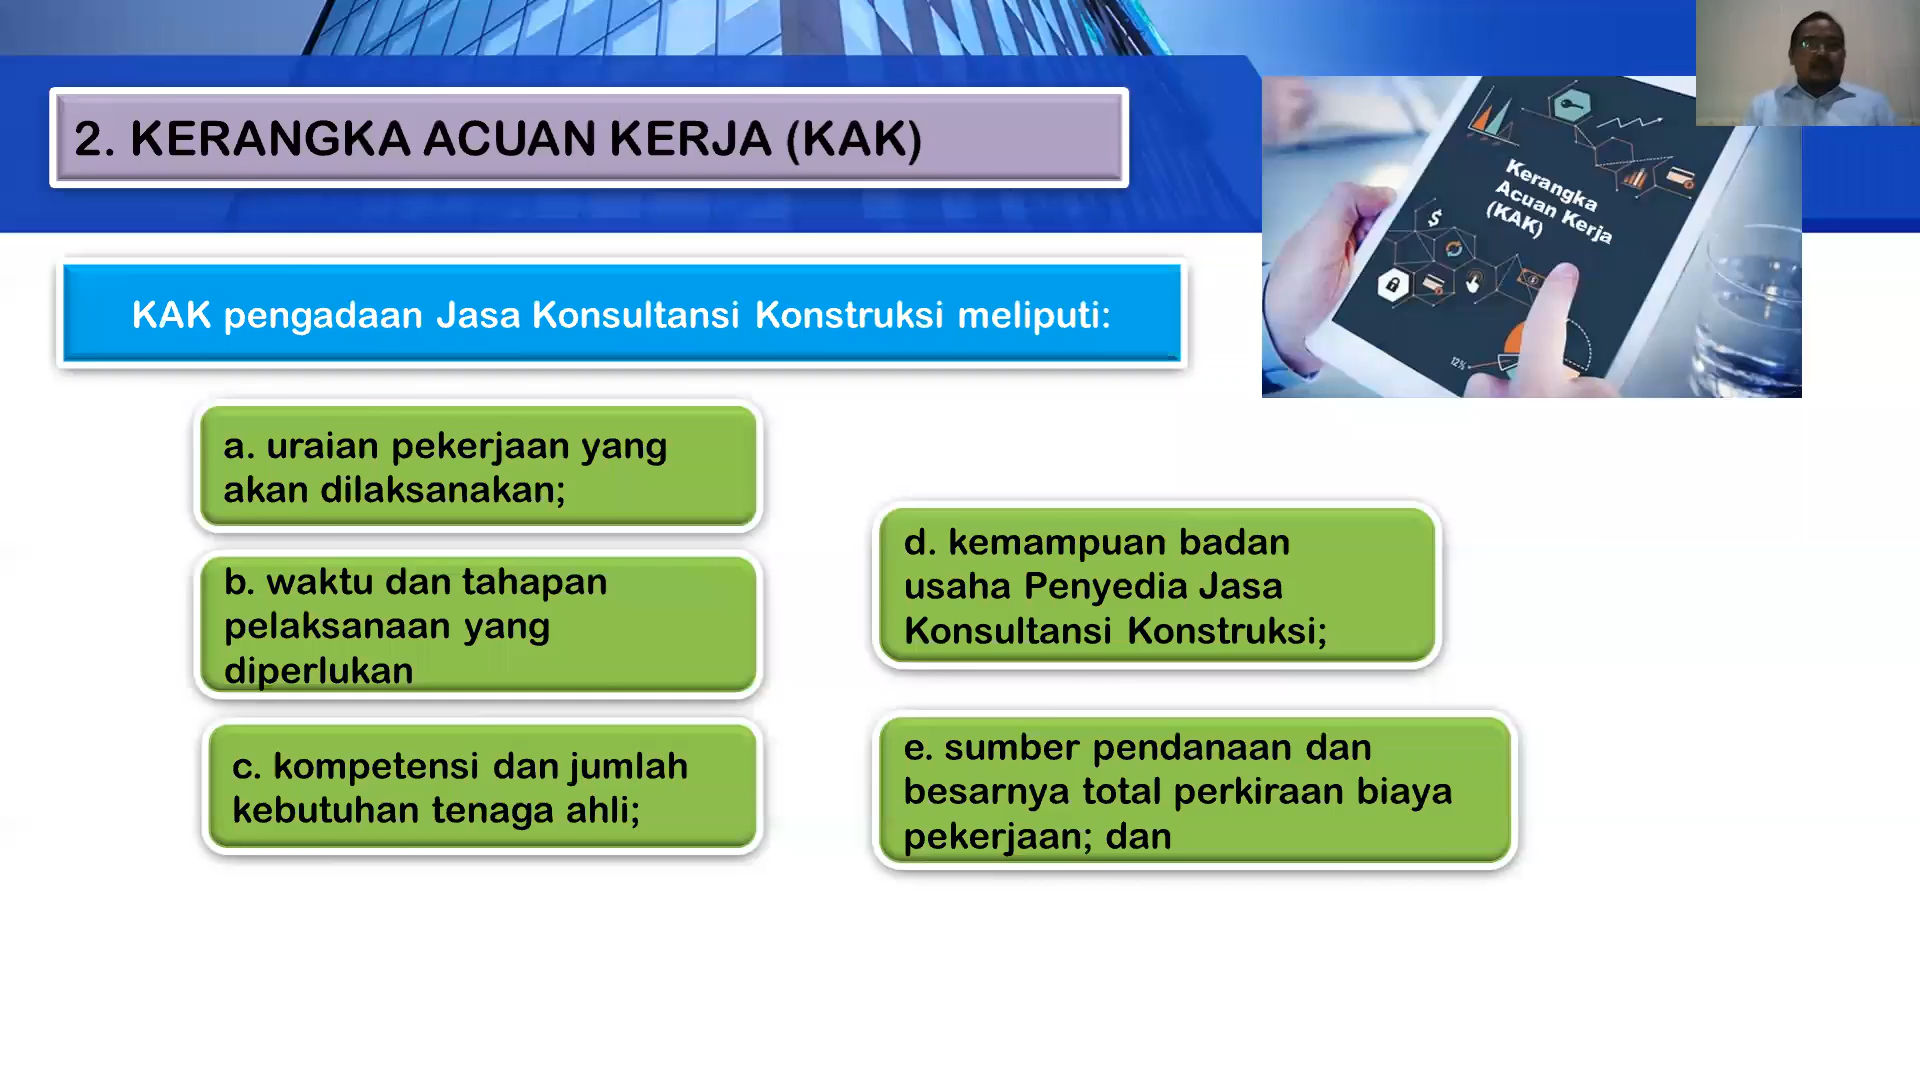 2. KERANGKA ACUAN KERJA (KAK)
Kerangka
Acuan Kerja
(KAK)
$
12%
KAK pengadaan Jasa Konsultansi Konstruksi meliputi:
a. uraian pekerjaan yang
akan dilaksanakan;
b. waktu dan tahapan
pelaksanaan yang
diperlukan
c. kompetensi dan jumlah
kebutuhan tenaga ahli;
d. kemampuan badan
usaha Penyedia Jasa
Konsultansi Konstruksi;
e. sumber pendanaan dan
besarnya total perkiraan biaya
pekerjaan; dan